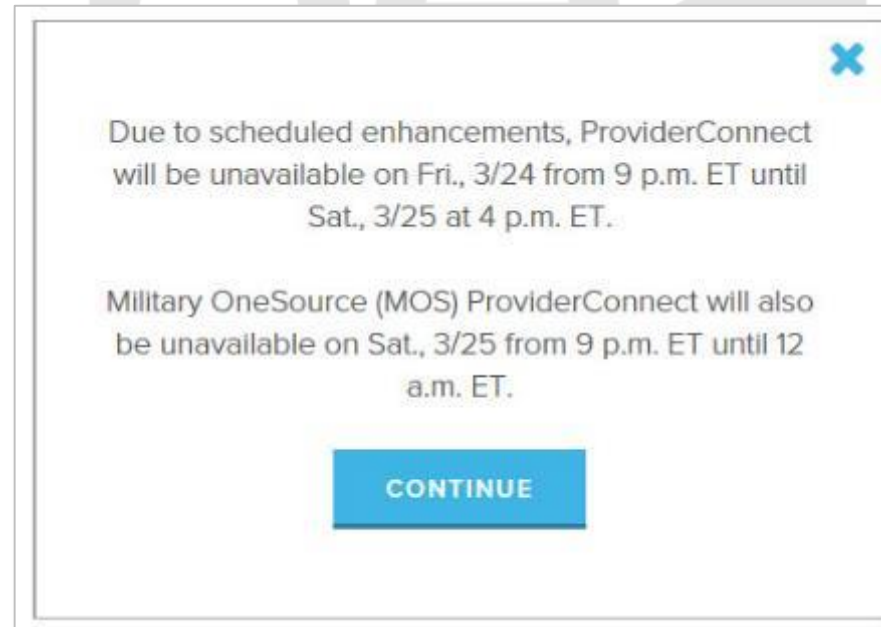 Due to scheduled enhancements, ProviderConnect
will be unavailable on Fri., 3/24 from 9 p.m. ET until
Sat., 3/25 at 4 p.m. ET.
Military OneSource (MOS) ProviderConnect will also
be unavailable on Sat., 3/25 from 9 p.m. ET until 12
a.m. ET.
CONTINUE